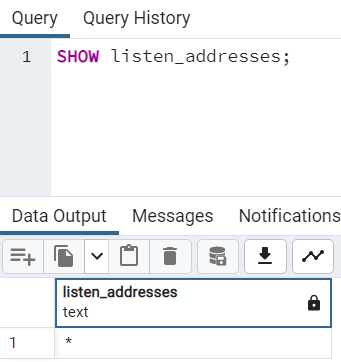 Query Query History
1 SHOW listen_addresses;
Data Output Messages Notifications
listen_addresses
text
1 *